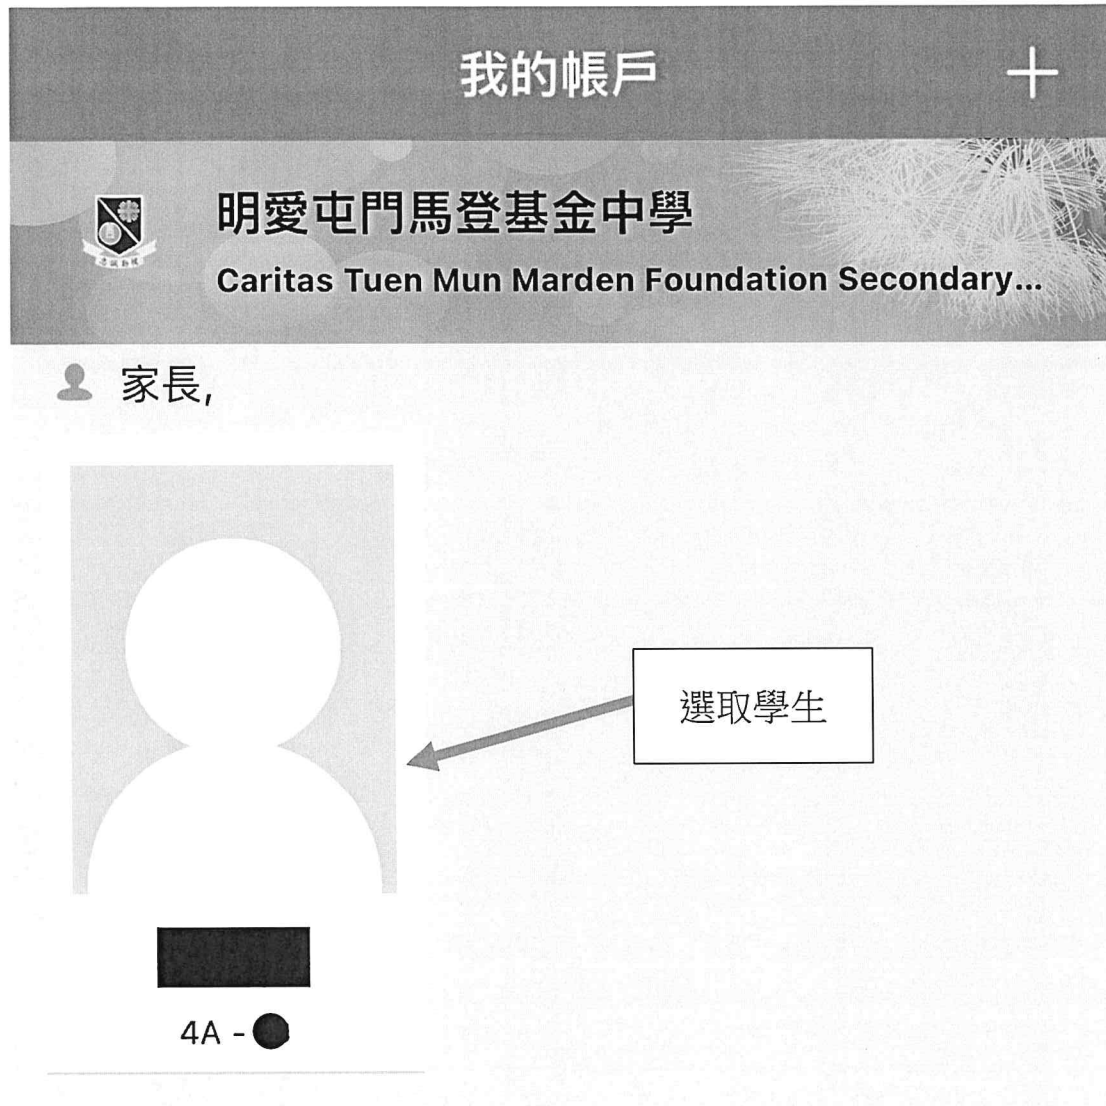 我的帳戶
明愛屯門馬登基金中學
Caritas Tuen Mun Marden Foundation Secondary...
家長,
選取學生
4A -